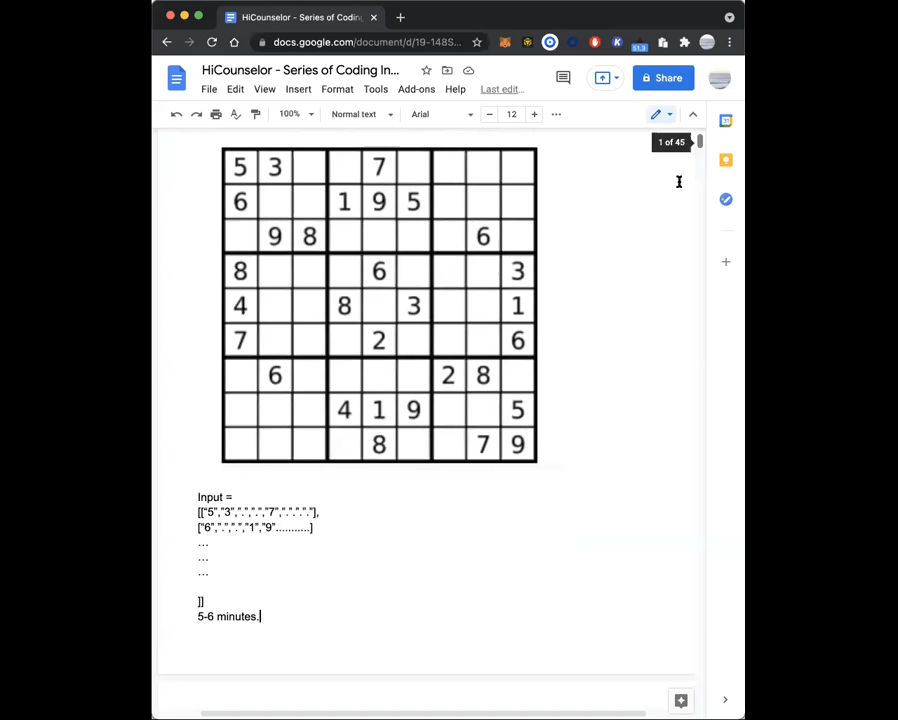 HiCounselor - Series of Coding
docs.google.com/document/d/19-148S...
51.3
HiCounselor - Series of Coding In...
File Edit View Insert Format Tools Add-ons Help Last edit...
Share
100% Normal text Arial 12
1 of 45
5 3 7
6 1 9 5
9 8 6
8 6 3
4 8 3 1
7 2 6
6 2 8
4 1 9 5
8 7 9
Input =
[["5","3",".",".","7",".".".".".".],
["6",".",".","1","9"...........]
...
...
...
]]
5-6 minutes.